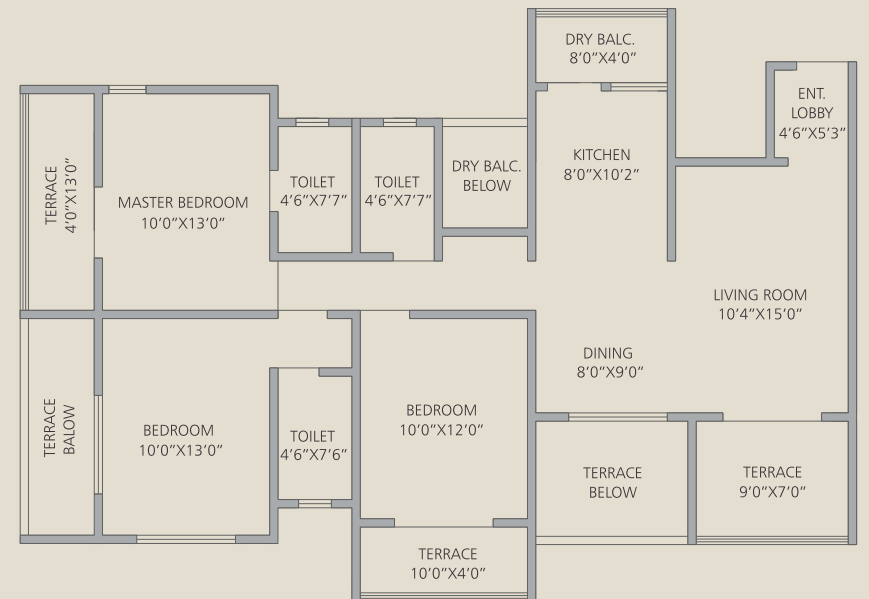 DRY BALC.
8'0"X4'0"
ENT.
LOBBY
4'6"X5'3"
KITCHEN
8'0"X10'2"
DRY BALC.
BELOW
TOILET
4'6"X7'7"
TOILET
4'6"X7'7"
MASTER BEDROOM
10'0"X13'0"
TERRACE
4'0"X13'0"
LIVING ROOM
10'4"X15'0"
DINING
8'0"X9'0"
BEDROOM
10'0"X12'0"
TERRACE
BALOW
BEDROOM
10'0"X13'0"
TOILET
4'6"X7'6"
TERRACE
BELOW
TERRACE
9'0"X7'0"
TERRACE
10'0"X4'0"